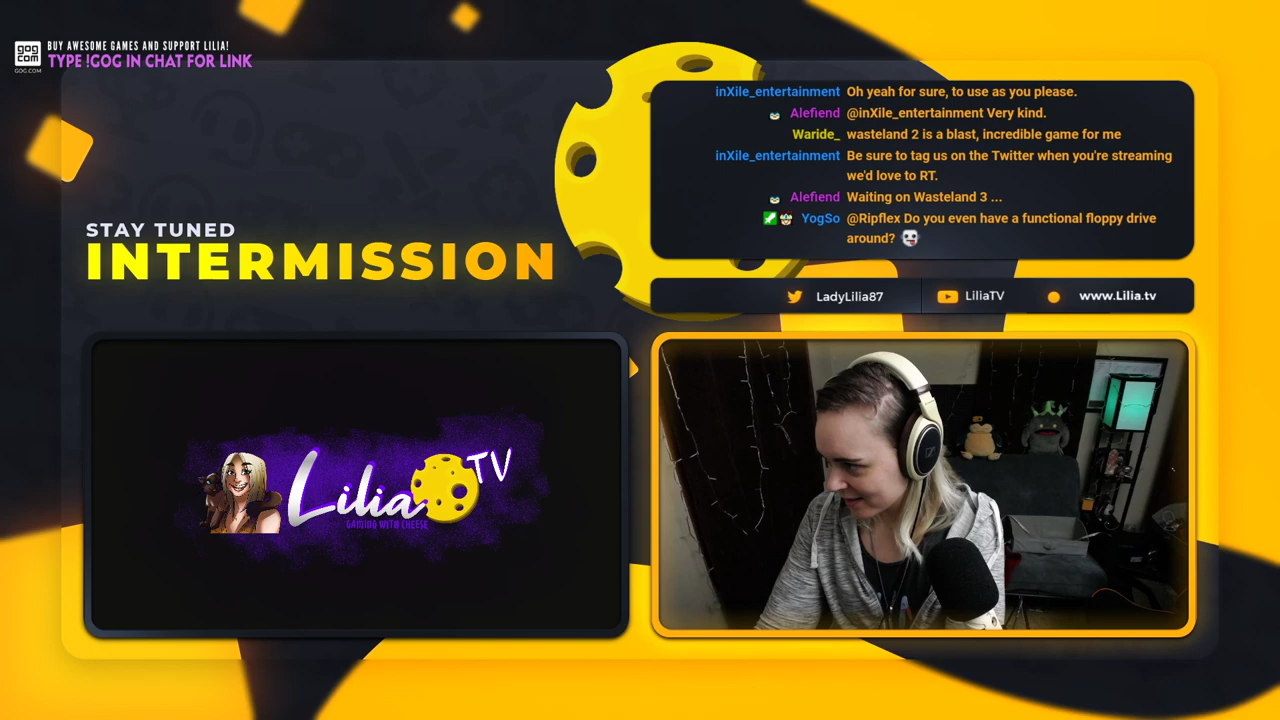 gog
com
GOG.COM
BUY AWESOME GAMES AND SUPPORT LILIA!
TYPE !GOG IN CHAT FOR LINK
inXile_entertainment Oh yeah for sure, to use as you please.
Alefiend @inXile_entertainment Very kind.
Waride_ wasteland 2 is a blast, incredible game for me
inXile_entertainment Be sure to tag us on the Twitter when you're streaming
we'd love to RT.
Alefiend Waiting on Wasteland 3 ...
YogSo @Ripflex Do you even have a functional floppy drive
around?
STAY TUNED
INTERMISSION
LadyLilia87 LiliaTV www.Lilia.tv
Lilia TV
GAMING WITH CHEESE